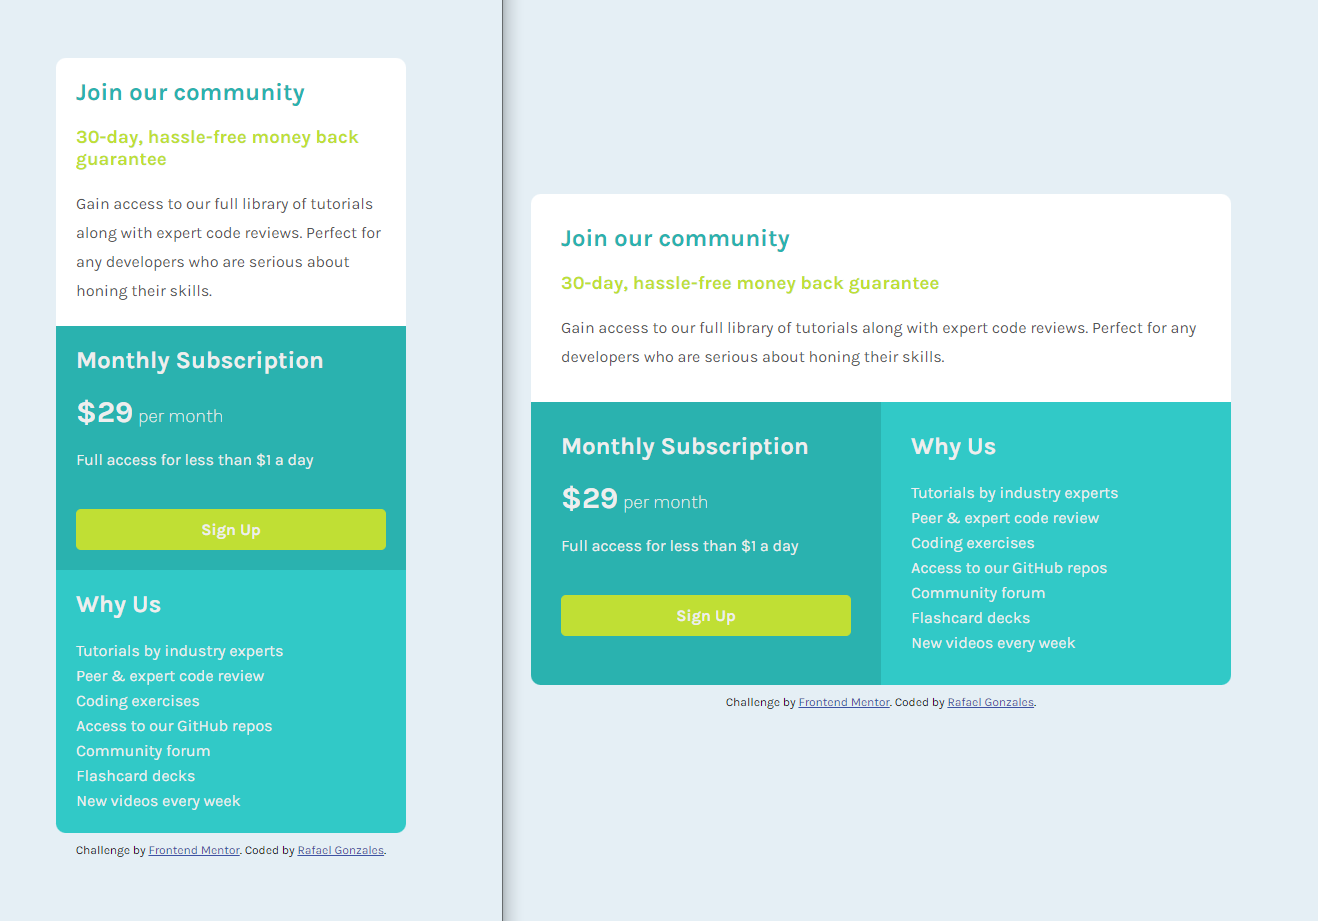 Join our community
30-day, hassle-free money back
guarantee
Gain access to our full library of tutorials
along with expert code reviews. Perfect for
any developers who are serious about
honing their skills.
Monthly Subscription
$29 per month
Full access for less than $1 a day
Sign Up
Why Us
Tutorials by industry experts
Peer & expert code review
Coding exercises
Access to our GitHub repos
Community forum
Flashcard decks
New videos every week
Challenge by Frontend Mentor. Coded by Rafael Gonzales.
Join our community
30-day, hassle-free money back guarantee
Gain access to our full library of tutorials along with expert code reviews. Perfect for any
developers who are serious about honing their skills.
Monthly Subscription
$29 per month
Full access for less than $1 a day
Sign Up
Why Us
Tutorials by industry experts
Peer & expert code review
Coding exercises
Access to our GitHub repos
Community forum
Flashcard decks
New videos every week
Challenge by Frontend Mentor. Coded by Rafael Gonzales.